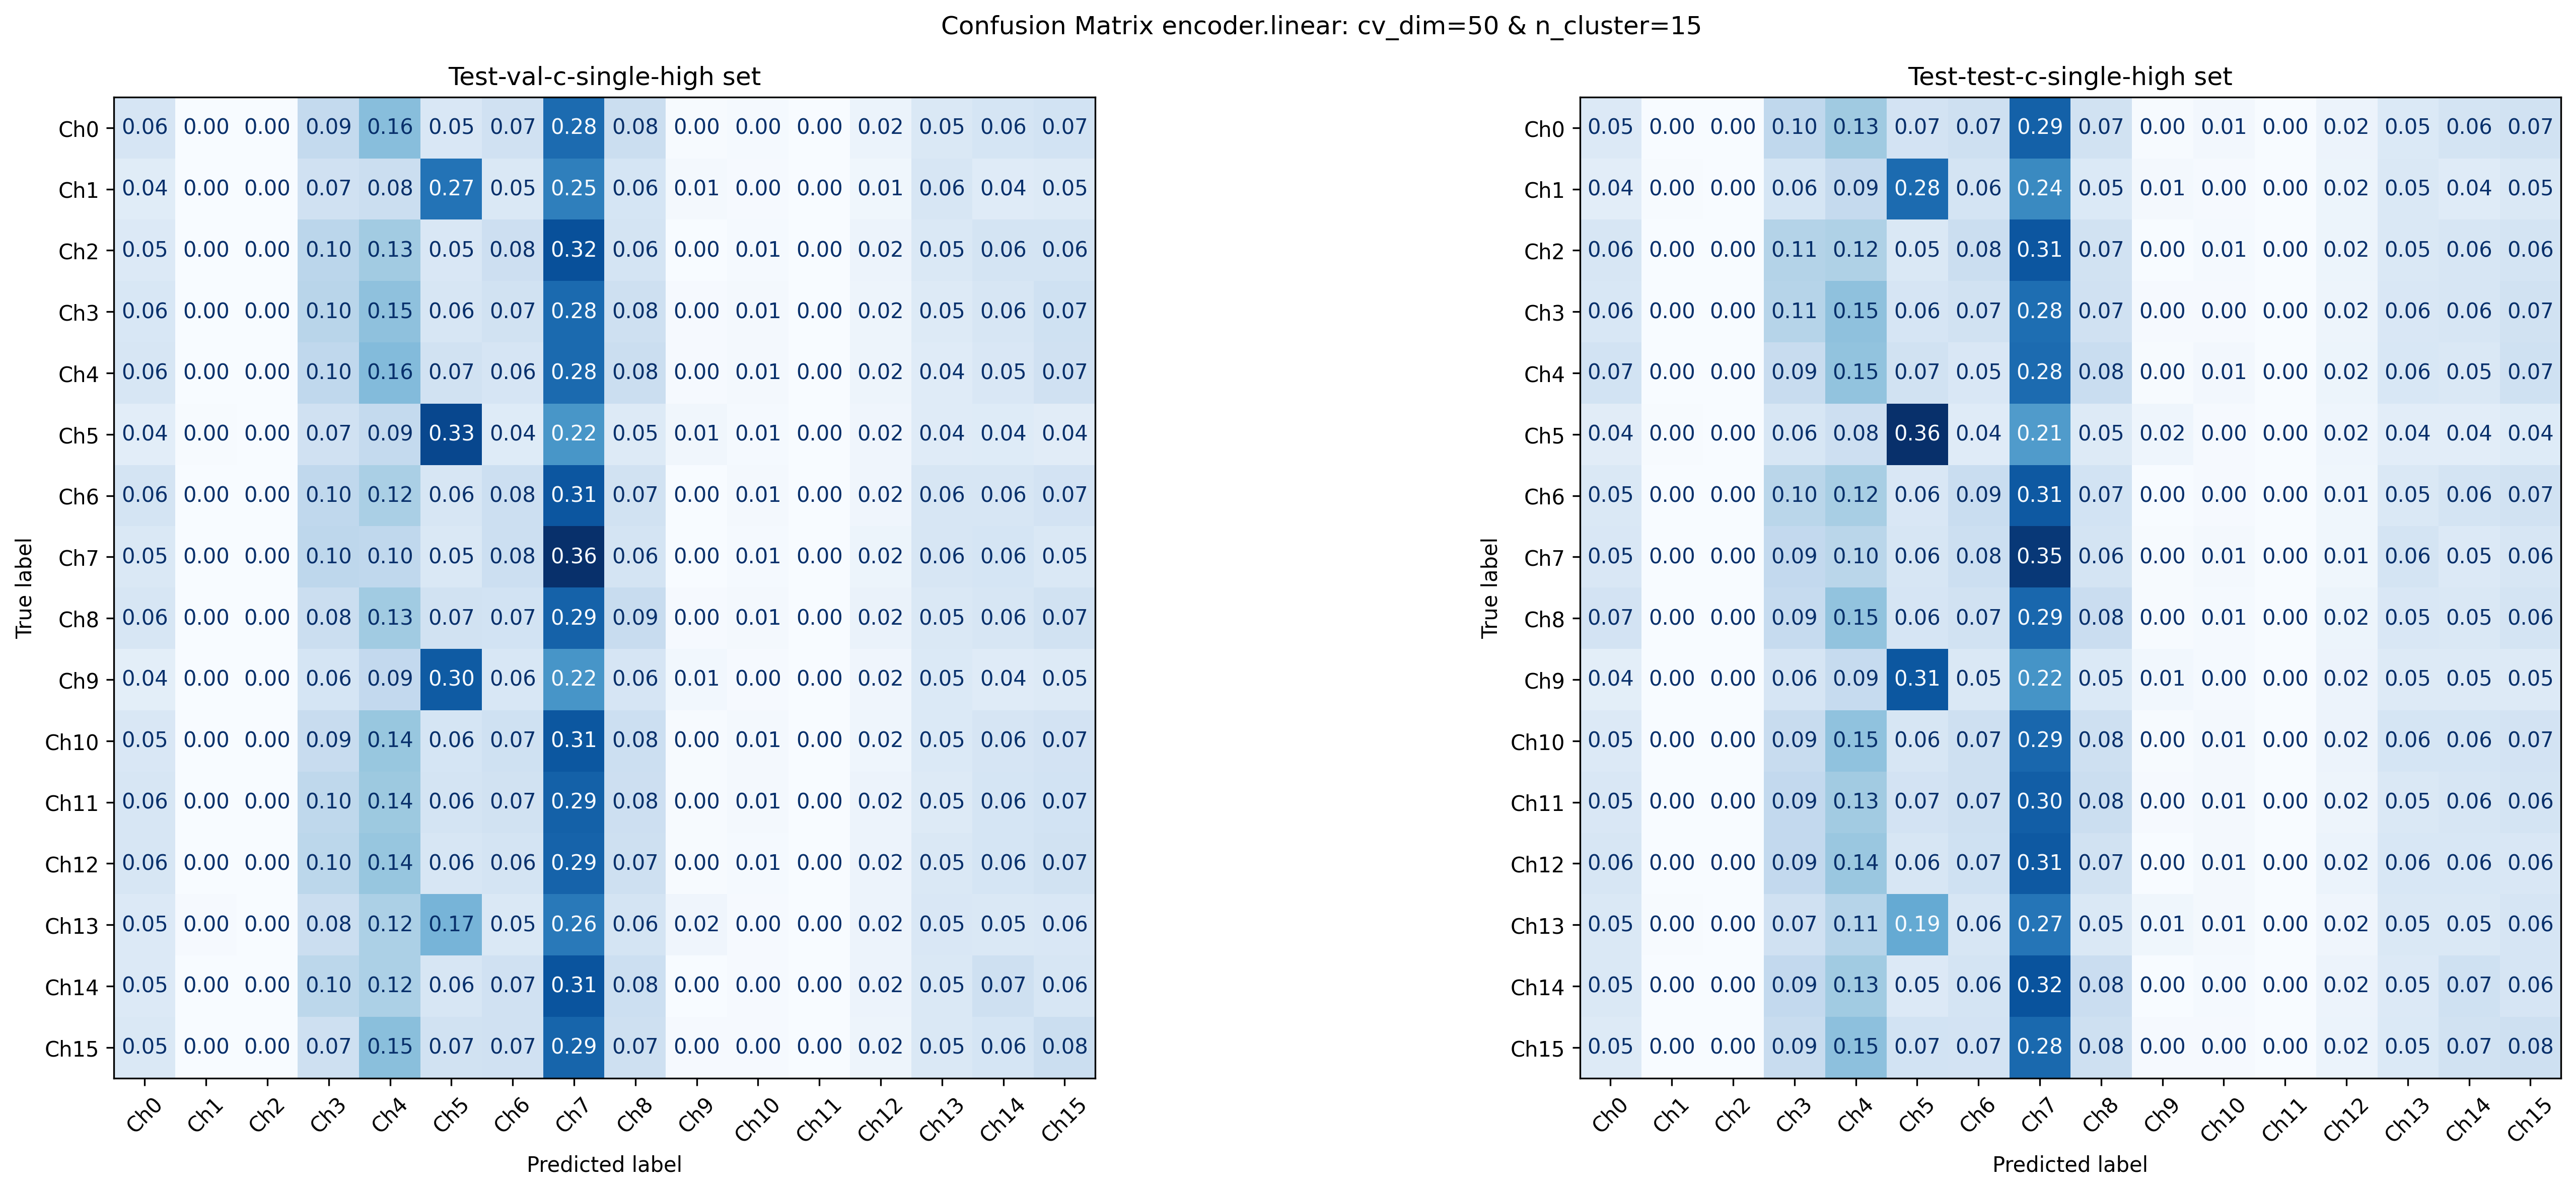 Confusion Matrix encoder.linear: cv_dim=50 & n_cluster=15
Test-val-c-single-high set
True label
Ch0 0.06 0.00 0.00 0.09 0.16 0.05 0.07 0.28 0.08 0.00 0.00 0.00 0.02 0.05 0.06 0.07
Ch1 0.04 0.00 0.00 0.07 0.08 0.27 0.05 0.25 0.06 0.01 0.00 0.00 0.01 0.06 0.04 0.05
Ch2 0.05 0.00 0.00 0.10 0.13 0.05 0.08 0.32 0.06 0.00 0.01 0.00 0.02 0.05 0.06 0.06
Ch3 0.06 0.00 0.00 0.10 0.15 0.06 0.07 0.28 0.08 0.00 0.01 0.00 0.02 0.05 0.06 0.07
Ch4 0.06 0.00 0.00 0.10 0.16 0.07 0.06 0.28 0.08 0.00 0.01 0.00 0.02 0.04 0.05 0.07
Ch5 0.04 0.00 0.00 0.07 0.09 0.33 0.04 0.22 0.05 0.01 0.01 0.00 0.02 0.04 0.04 0.04
Ch6 0.06 0.00 0.00 0.10 0.12 0.06 0.08 0.31 0.07 0.00 0.01 0.00 0.02 0.06 0.06 0.07
Ch7 0.05 0.00 0.00 0.10 0.10 0.05 0.08 0.36 0.06 0.00 0.01 0.00 0.02 0.06 0.06 0.05
Ch8 0.06 0.00 0.00 0.08 0.13 0.07 0.07 0.29 0.09 0.00 0.01 0.00 0.02 0.05 0.06 0.07
Ch9 0.04 0.00 0.00 0.06 0.09 0.30 0.06 0.22 0.06 0.01 0.00 0.00 0.02 0.05 0.04 0.05
Ch10 0.05 0.00 0.00 0.09 0.14 0.06 0.07 0.31 0.08 0.00 0.01 0.00 0.02 0.05 0.06 0.07
Ch11 0.06 0.00 0.00 0.10 0.14 0.06 0.07 0.29 0.08 0.00 0.01 0.00 0.02 0.05 0.06 0.07
Ch12 0.06 0.00 0.00 0.10 0.14 0.06 0.06 0.29 0.07 0.00 0.01 0.00 0.02 0.05 0.06 0.07
Ch13 0.05 0.00 0.00 0.08 0.12 0.17 0.05 0.26 0.06 0.02 0.00 0.00 0.02 0.05 0.05 0.06
Ch14 0.05 0.00 0.00 0.10 0.12 0.06 0.07 0.31 0.08 0.00 0.00 0.00 0.02 0.05 0.07 0.06
Ch15 0.05 0.00 0.00 0.07 0.15 0.07 0.07 0.29 0.07 0.00 0.00 0.00 0.02 0.05 0.06 0.08
Ch0 Ch1 Ch2 Ch3 Ch4 Ch5 Ch6 Ch7 Ch8 Ch9 Ch10 Ch11 Ch12 Ch13 Ch14 Ch15
Predicted label
Test-test-c-single-high set
True label
Ch0 0.05 0.00 0.00 0.10 0.13 0.07 0.07 0.29 0.07 0.00 0.01 0.00 0.02 0.05 0.06 0.07
Ch1 0.04 0.00 0.00 0.06 0.09 0.28 0.06 0.24 0.05 0.01 0.00 0.00 0.02 0.05 0.04 0.05
Ch2 0.06 0.00 0.00 0.11 0.12 0.05 0.08 0.31 0.07 0.00 0.01 0.00 0.02 0.05 0.06 0.06
Ch3 0.06 0.00 0.00 0.11 0.15 0.06 0.07 0.28 0.07 0.00 0.00 0.00 0.02 0.06 0.06 0.07
Ch4 0.07 0.00 0.00 0.09 0.15 0.07 0.05 0.28 0.08 0.00 0.01 0.00 0.02 0.06 0.05 0.07
Ch5 0.04 0.00 0.00 0.06 0.08 0.36 0.04 0.21 0.05 0.02 0.00 0.00 0.02 0.04 0.04 0.04
Ch6 0.05 0.00 0.00 0.10 0.12 0.06 0.09 0.31 0.07 0.00 0.00 0.00 0.01 0.05 0.06 0.07
Ch7 0.05 0.00 0.00 0.09 0.10 0.06 0.08 0.35 0.06 0.00 0.01 0.00 0.01 0.06 0.05 0.06
Ch8 0.07 0.00 0.00 0.09 0.15 0.06 0.07 0.29 0.08 0.00 0.01 0.00 0.02 0.05 0.05 0.06
Ch9 0.04 0.00 0.00 0.06 0.09 0.31 0.05 0.22 0.05 0.01 0.00 0.00 0.02 0.05 0.05 0.05
Ch10 0.05 0.00 0.00 0.09 0.15 0.06 0.07 0.29 0.08 0.00 0.01 0.00 0.02 0.06 0.06 0.07
Ch11 0.05 0.00 0.00 0.09 0.13 0.07 0.07 0.30 0.08 0.00 0.01 0.00 0.02 0.05 0.06 0.06
Ch12 0.06 0.00 0.00 0.09 0.14 0.06 0.07 0.31 0.07 0.00 0.01 0.00 0.02 0.06 0.06 0.06
Ch13 0.05 0.00 0.00 0.07 0.11 0.19 0.06 0.27 0.05 0.01 0.01 0.00 0.02 0.05 0.05 0.06
Ch14 0.05 0.00 0.00 0.09 0.13 0.05 0.06 0.32 0.08 0.00 0.00 0.00 0.02 0.05 0.07 0.06
Ch15 0.05 0.00 0.00 0.09 0.15 0.07 0.07 0.28 0.08 0.00 0.00 0.00 0.02 0.05 0.07 0.08
Ch0 Ch1 Ch2 Ch3 Ch4 Ch5 Ch6 Ch7 Ch8 Ch9 Ch10 Ch11 Ch12 Ch13 Ch14 Ch15
Predicted label